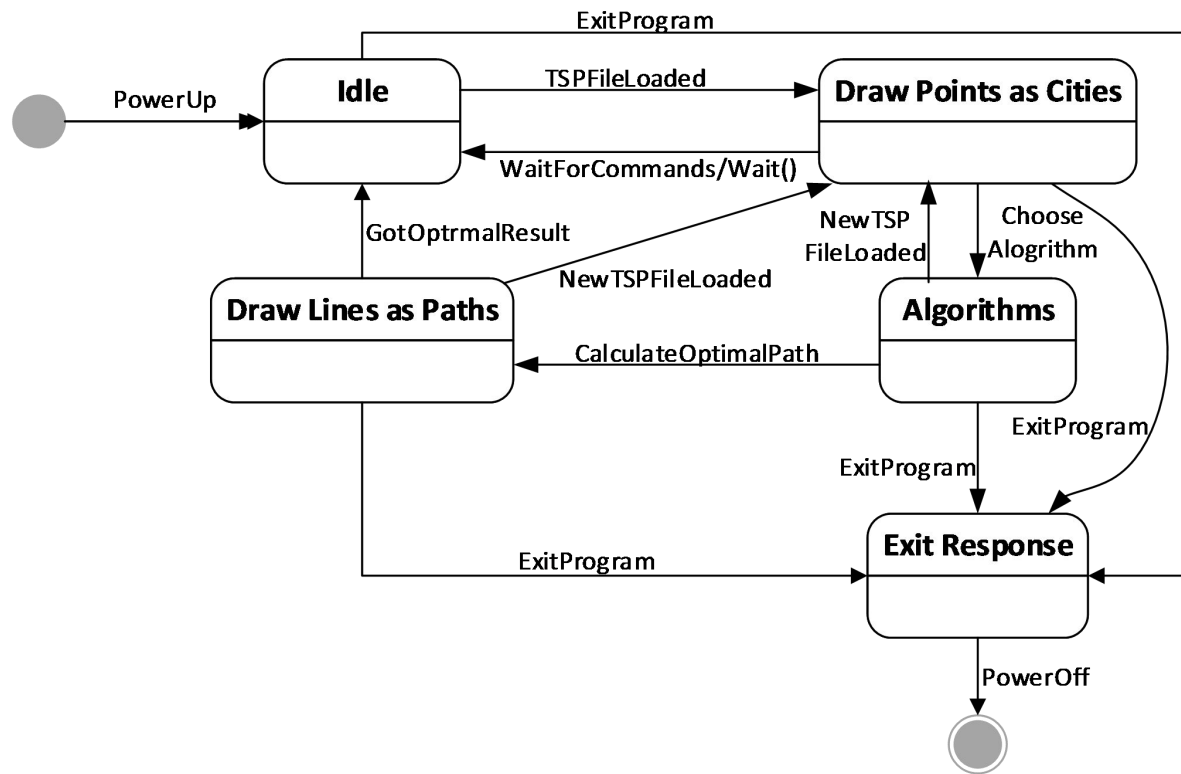 ExitProgram
Idle
TSPFileLoaded
Draw Points as Cities
PowerUp
WaitForCommands/Wait()
GotOptrmalResult
NewTSPFileLoaded
NewTSP
FileLoaded
Choose
Alogrithm
Draw Lines as Paths
Algorithms
CalculateOptimalPath
ExitProgram
ExitProgram
Exit Response
ExitProgram
PowerOff